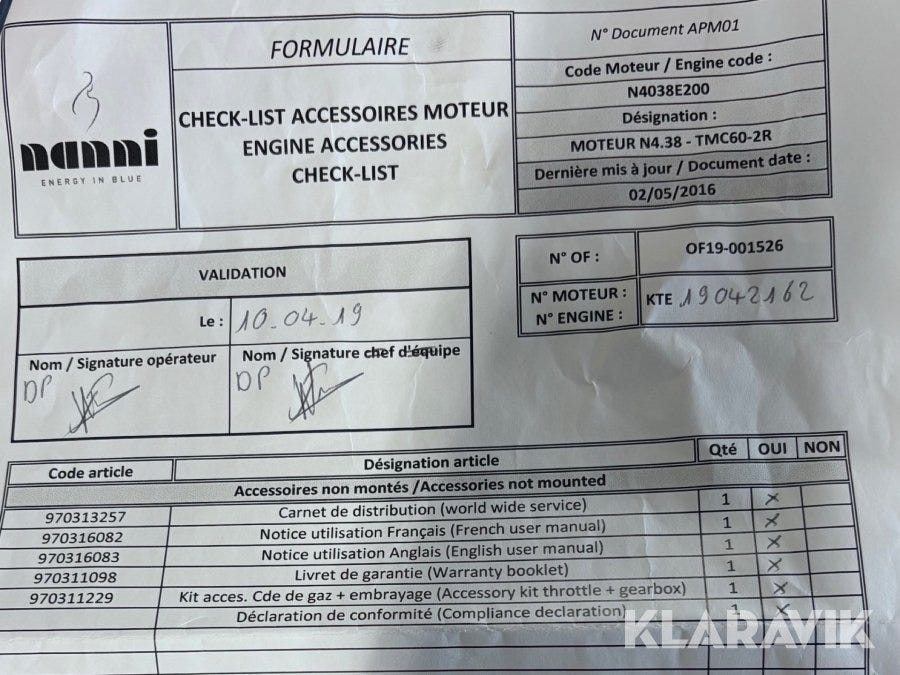 nanni
ENERGY IN BLUE
FORMULAIRE
CHECK-LIST ACCESSOIRES MOTEUR
ENGINE ACCESSORIES
CHECK-LIST
N° Document APM01
Code Moteur / Engine code :
N4038E200
Désignation :
MOTEUR N4.38 - TMC60-2R
Dernière mis à jour / Document date :
02/05/2016
VALIDATION
Le : 10-04-19
Nom / Signature opérateur Nom / Signature chef d'équipe
DP DP
N° OF : OF19-001526
N° MOTEUR :
N° ENGINE :
KTE 19042162
Code article Désignation article Qté OUI NON
Accessoires non montés /Accessories not mounted
970313257 Carnet de distribution (world wide service) 1 x
970316082 Notice utilisation Français (French user manual) 1 x
970316083 Notice utilisation Anglais (English user manual) 1 x
970311098 Livret de garantie (Warranty booklet) 1 x
970311229 Kit acces. Cde de gaz + embrayage (Accessory kit throttle + gearbox) 1 x
Déclaration de conformité (Compliance declaration) 1 x
KLARAVIK